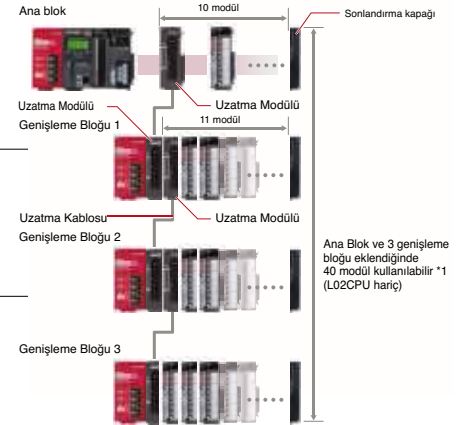 Ana blok
10 modül
Sonlandırma kapağı
Uzatma Modülü
Uzatma Modülü
Genişleme Bloğu 1
11 modül
Uzatma Kablosu
Uzatma Modülü
Genişleme Bloğu 2
Ana Blok ve 3 genişleme
bloğu eklendiğinde
40 modül kullanılabilir *1
(L02CPU hariç)
Genişleme Bloğu 3